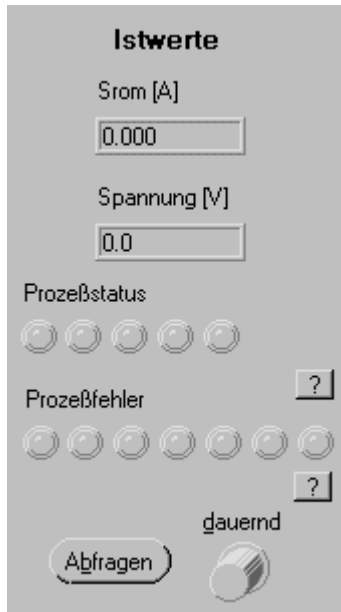 Istwerte
Srom [A]
0.000
Spannung [V]
0.0
Prozeßstatus
?
Prozeßfehler
?
dauernd
Abfragen